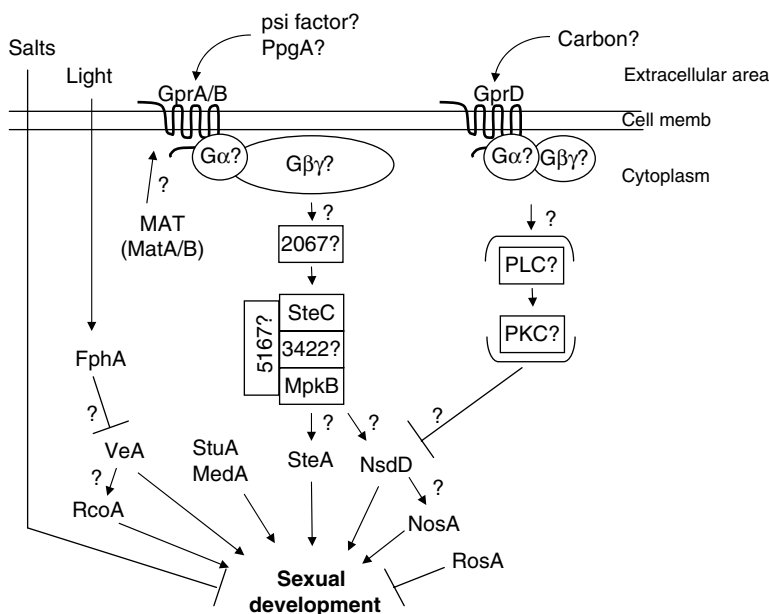 psi factor?
PpgA?
Salts
Light
Carbon?
GprA/B
GprD
Extracellular area
Cell memb
Cytoplasm
Gα?
Gβγ?
Gα?
Gβγ?
?
MAT
(MatA/B)
?
?
2067?
PLC?
SteC
3422?
MpkB
5167?
PKC?
FphA
?
?
?
?
VeA
StuA
MedA
SteA
NsdD
?
?
RcoA
NosA
RosA
Sexual
development